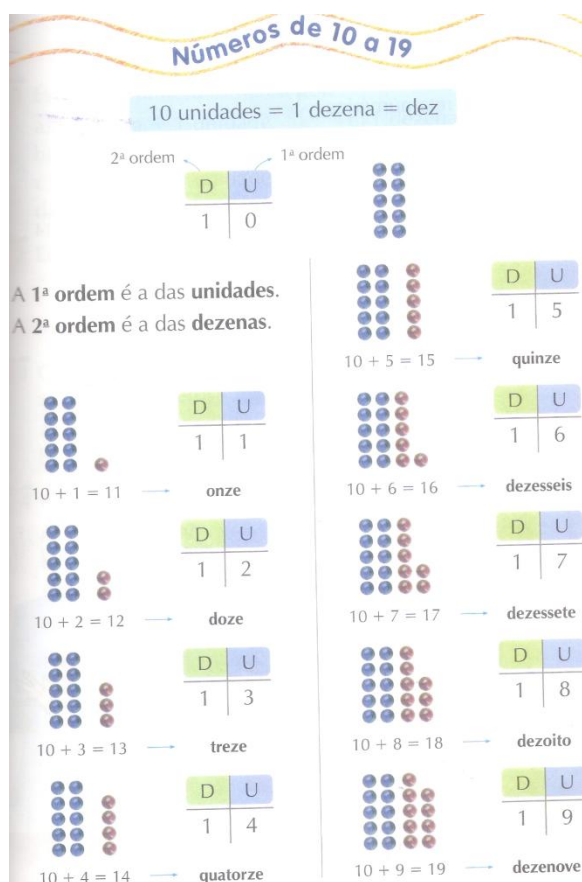 Números de 10 a 19
10 unidades = 1 dezena = dez
2ª ordem
1ª ordem
D U
1 0
A 1ª ordem é a das unidades.
A 2ª ordem é a das dezenas.
D U
1 1
10 + 1 = 11
onze
D U
1 2
10 + 2 = 12
doze
D U
1 3
10 + 3 = 13
treze
D U
1 4
10 + 4 = 14
quatorze
D U
1 5
10 + 5 = 15
quinze
D U
1 6
10 + 6 = 16
dezesseis
D U
1 7
10 + 7 = 17
dezessete
D U
1 8
10 + 8 = 18
dezoito
D U
1 9
10 + 9 = 19
dezenove